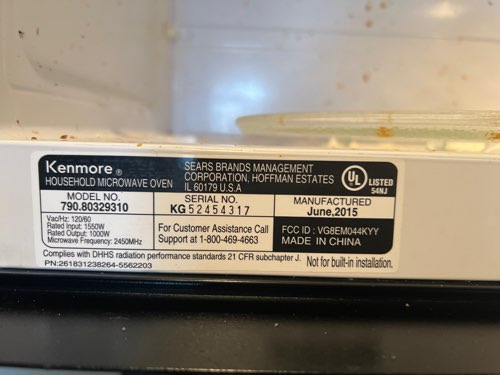 Kenmore ®
HOUSEHOLD MICROWAVE OVEN
SEARS BRANDS MANAGEMENT
CORPORATION, HOFFMAN ESTATES
IL 60179 U.S.A
UL
LISTED
54NJ
MODEL NO.
790.80329310
SERIAL NO.
KG52454317
MANUFACTURED
June,2015
Vac/Hz: 120/60
Rated Input: 1550W
Rated Output: 1000W
Microwave Frequency: 2450MHz
For Customer Assistance Call
Support at 1-800-469-4663
FCC ID : VG8EM044KYY
MADE IN CHINA
Complies with DHHS radiation performance standards 21 CFR subchapter J.
Not for built-in installation.
PN:261831238264-5562203